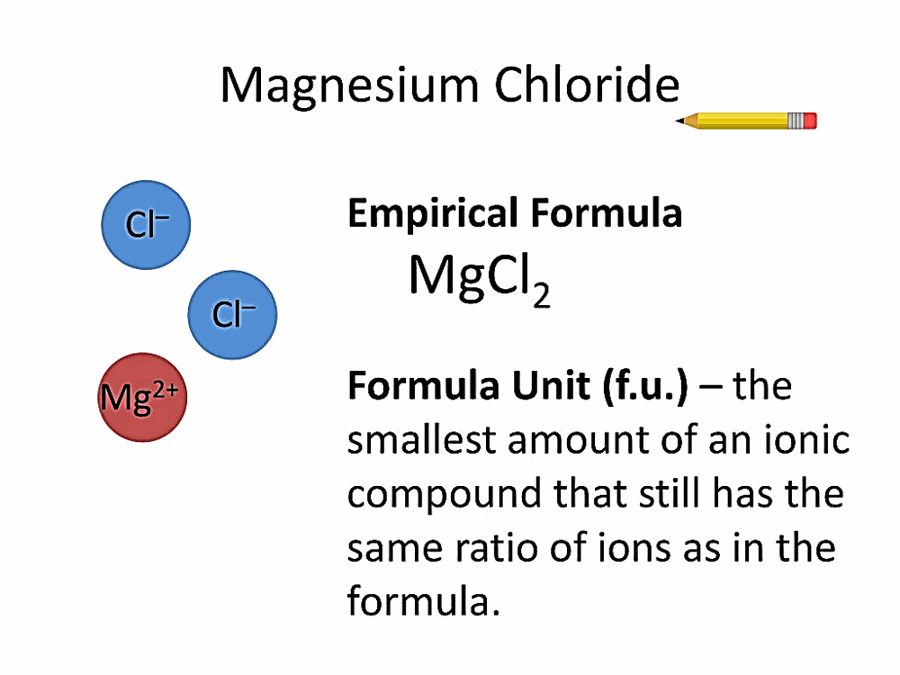 Magnesium Chloride
Cl⁻
Cl⁻
Mg²⁺
Empirical Formula
MgCl₂
Formula Unit (f.u.) – the
smallest amount of an ionic
compound that still has the
same ratio of ions as in the
formula.